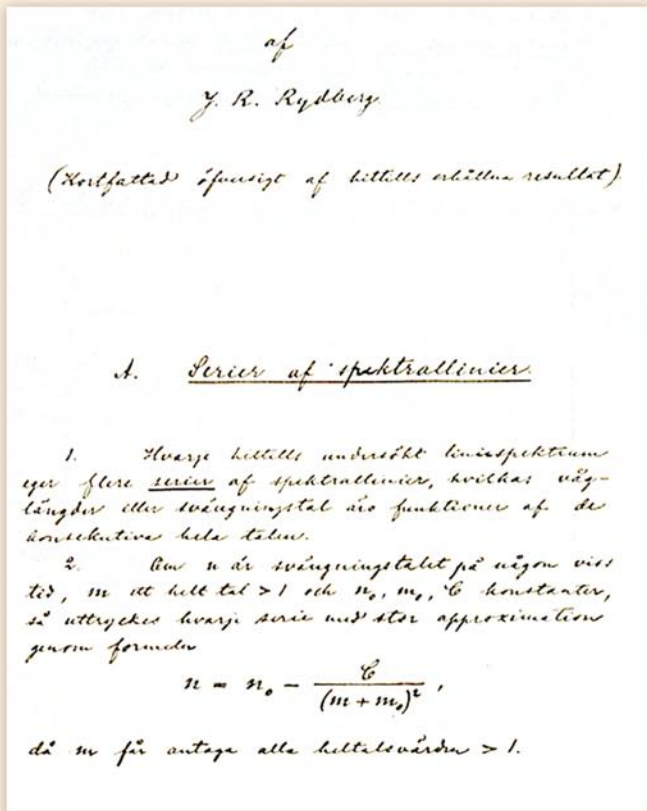 af
J. R. Rydberg
(Kortfattad öfversigt af hittills erhållna resultat).
A. Serier af spektrallinier.
1. Hvarje hittills undersökt liniespektrum
eger flere serier af spektrallinier, hvilkas våg-
längder eller svängningstal äro funktioner af de
konsekutiva hela talen.
2. Om n är svängningstalet på någon viss
tid, m ett helt tal > 1 och n₀, m₀, C konstanter,
så uttryckes hvarje serie med stor approximation
genom formeln
n = n₀ - C/(m + m₀)²,
då m får antaga alla heltalsvärden > 1.